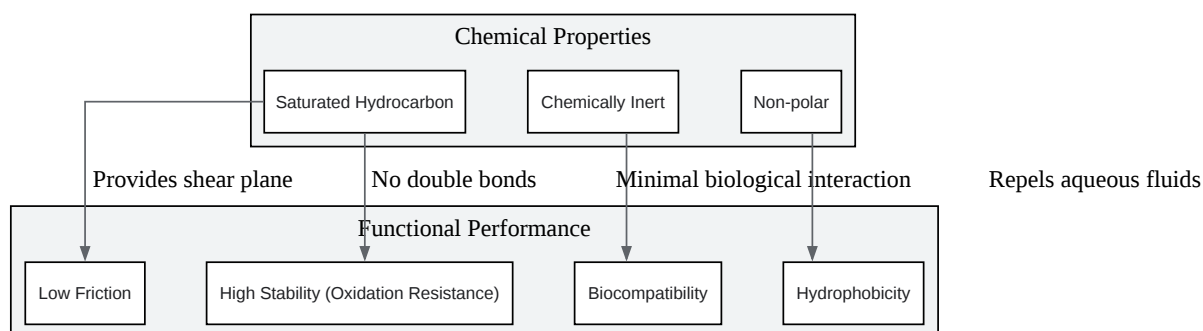 Chemical Properties
Saturated Hydrocarbon
Chemically Inert
Non-polar
Provides shear plane
No double bonds
Minimal biological interaction
Repels aqueous fluids
Functional Performance
Low Friction
High Stability (Oxidation Resistance)
Biocompatibility
Hydrophobicity